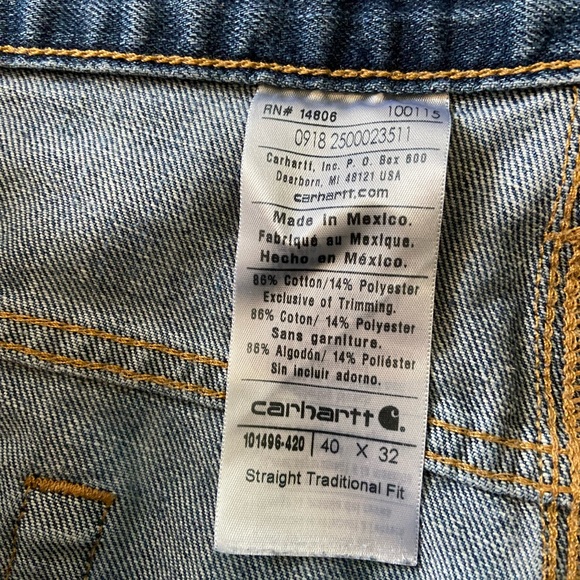 RN# 14806 100115
0918 2500023511
Carhartt, Inc. P. O. Box 600
Dearborn, MI 48121 USA
carhartt.com
Made in Mexico.
Fabriqué au Mexique.
Hecho en México.
86% Cotton/14% Polyester
Exclusive of Trimming.
86% Coton/ 14% Polyester
Sans garniture.
86% Algodón/ 14% Poliéster
Sin incluir adorno.
carhartt
101496-420 40 X 32
Straight Traditional Fit